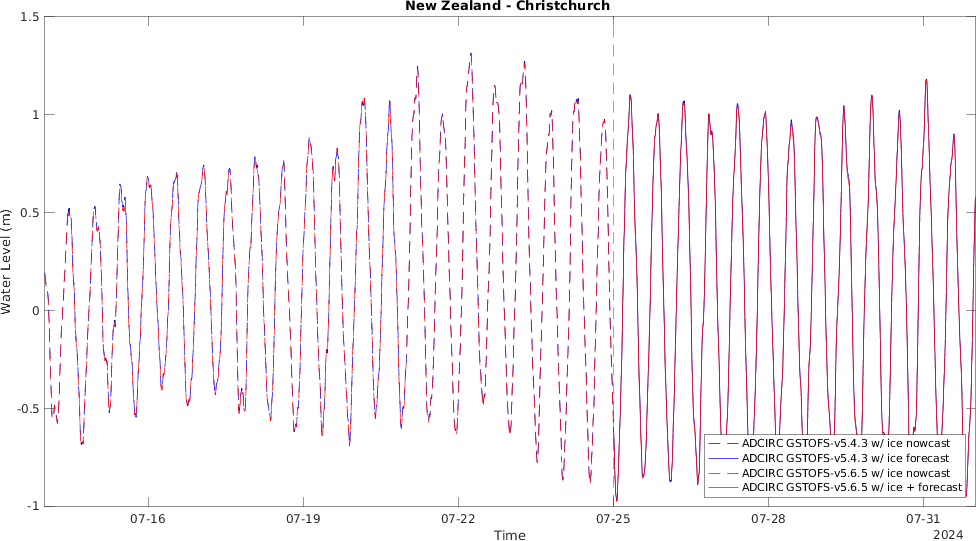 New Zealand - Christchurch
1.5
1
0.5
0
-0.5
-1
Water Level (m)
ADCIRC GSTOFS-v5.4.3 w/ ice nowcast
ADCIRC GSTOFS-v5.4.3 w/ ice forecast
ADCIRC GSTOFS-v5.6.5 w/ ice nowcast
ADCIRC GSTOFS-v5.6.5 w/ ice + forecast
07-16 07-19 07-22 07-25 07-28 07-31
Time
2024